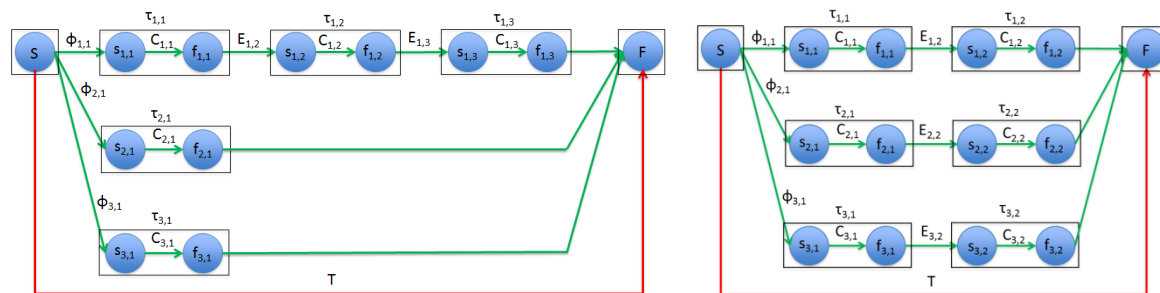 τ1,1 τ1,2 τ1,3
S ϕ1,1 s1,1 C1,1 f1,1 E1,2 s1,2 C1,2 f1,2 E1,3 s1,3 C1,3 f1,3 F
ϕ2,1
τ2,1
s2,1 C2,1 f2,1
ϕ3,1
τ3,1
s3,1 C3,1 f3,1
T
τ1,1 τ1,2
S ϕ1,1 s1,1 C1,1 f1,1 E1,2 s1,2 C1,2 f1,2 F
ϕ2,1
τ2,1 τ2,2
s2,1 C2,1 f2,1 E2,2 s2,2 C2,2 f2,2
ϕ3,1
τ3,1 τ3,2
s3,1 C3,1 f3,1 E3,2 s3,2 C3,2 f3,2
T